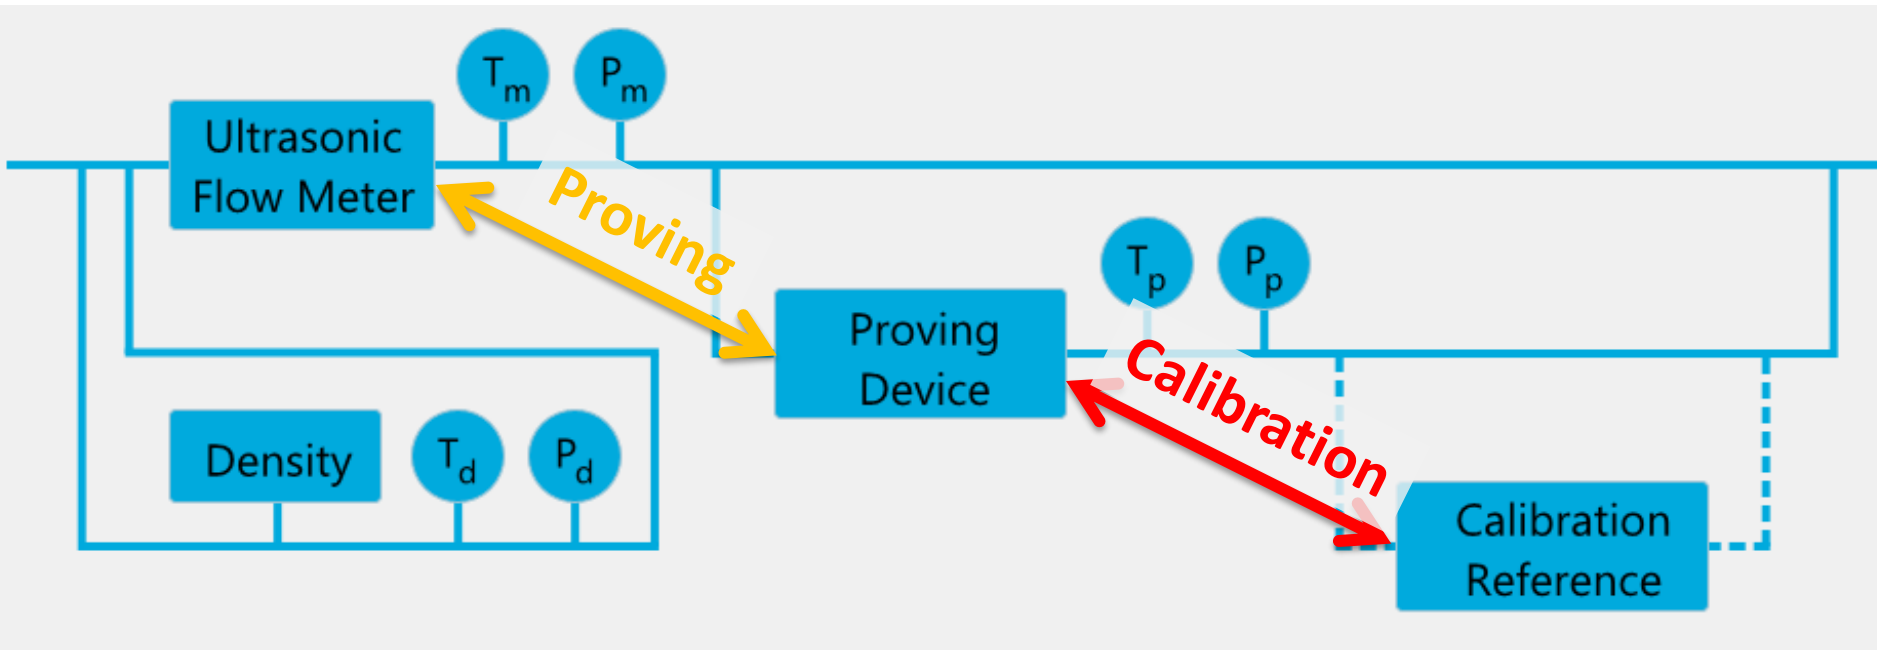 Tm
Pm
Ultrasonic
Flow Meter
Proving
Tp
Pp
Proving
Device
Calibration
Density
Td
Pd
Calibration
Reference